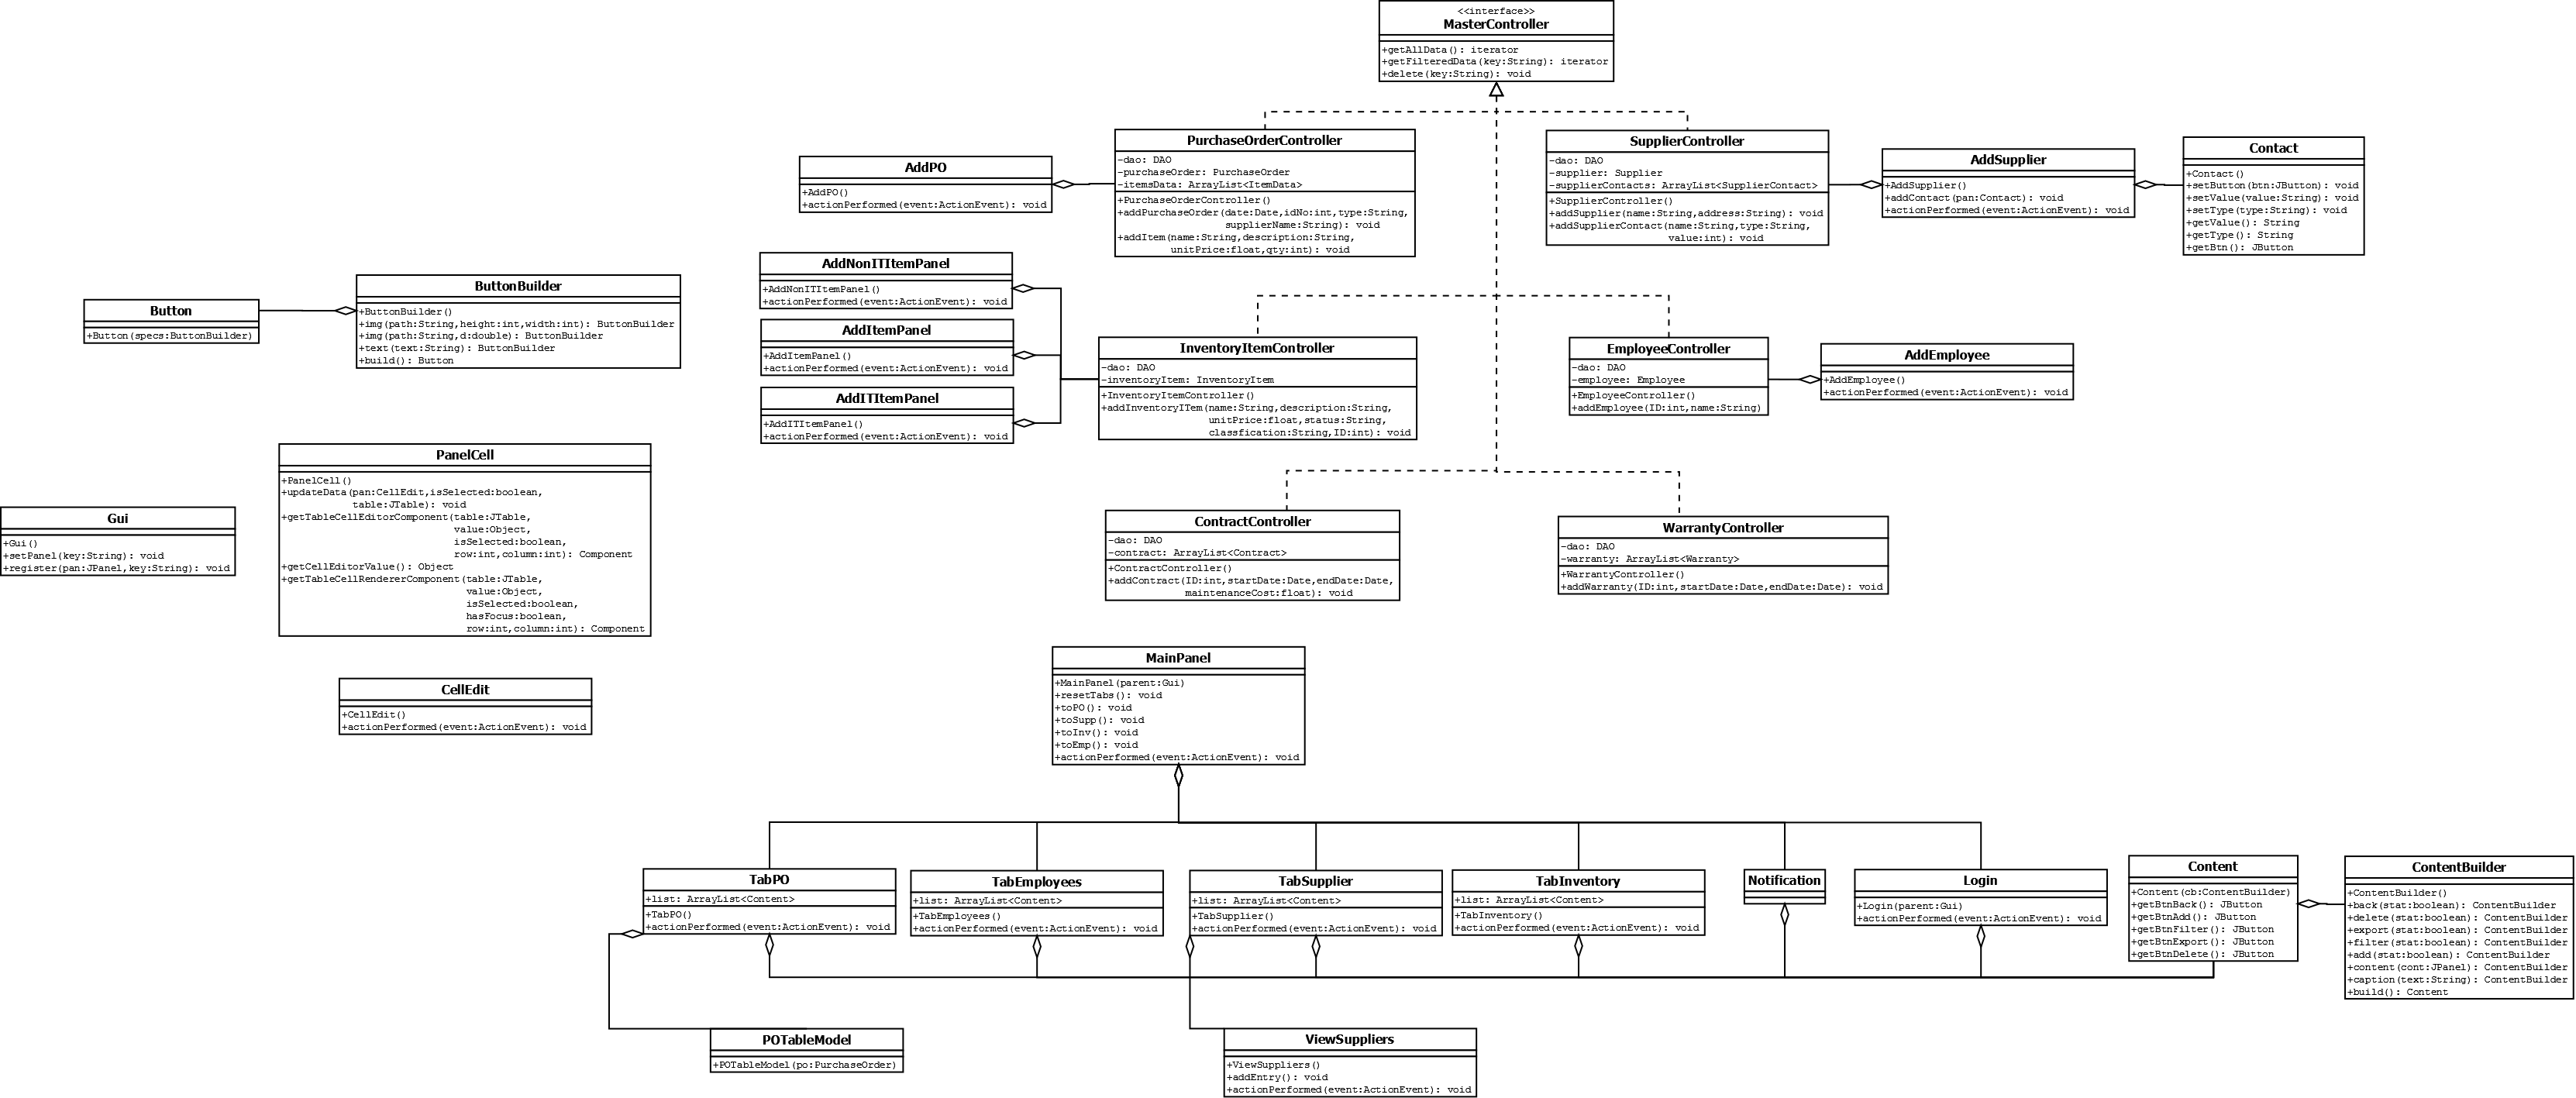 <<interface>>
MasterController
+getAllData(): iterator
+getFilteredData(key:String): iterator
+delete(key:String): void
PurchaseOrderController
-dao: DAO
-purchaseOrder: PurchaseOrder
-itemsData: ArrayList<ItemData>
+PurchaseOrderController()
+addPurchaseOrder(date:Date,idNo:int,type:String,
supplierName:String): void
+addItem(name:String,description:String,
unitPrice:float,qty:int): void
SupplierController
-dao: DAO
-supplier: Supplier
-supplierContacts: ArrayList<SupplierContact>
+SupplierController()
+addSupplier(name:String,address:String): void
+addSupplierContact(name:String,type:String,
value:int): void
AddSupplier
+AddSupplier()
+addContact(pan:Contact): void
+actionPerformed(event:ActionEvent): void
Contact
+Contact()
+setButton(btn:JButton): void
+setValue(value:String): void
+setType(type:String): void
+getValue(): String
+getType(): String
+getBtn(): JButton
AddPO
+AddPO()
+actionPerformed(event:ActionEvent): void
AddNonITItemPanel
+AddNonITItemPanel()
+actionPerformed(event:ActionEvent): void
AddItemPanel
+AddItemPanel()
+actionPerformed(event:ActionEvent): void
AddITItemPanel
+AddITItemPanel()
+actionPerformed(event:ActionEvent): void
Button
+Button(specs:ButtonBuilder)
ButtonBuilder
+ButtonBuilder()
+img(path:String,height:int,width:int): ButtonBuilder
+img(path:String,d:double): ButtonBuilder
+text(text:String): ButtonBuilder
+build(): Button
InventoryItemController
-dao: DAO
-inventoryItem: InventoryItem
+InventoryItemController()
+addInventoryITem(name:String,description:String,
unitPrice:float,status:String,
classfication:String,ID:int): void
EmployeeController
-dao: DAO
-employee: Employee
+EmployeeController()
+addEmployee(ID:int,name:String)
AddEmployee
+AddEmployee()
+actionPerformed(event:ActionEvent): void
PanelCell
+PanelCell()
+updateData(pan:CellEdit,isSelected:boolean,
table:JTable): void
+getTableCellEditorComponent(table:JTable,
value:Object,
isSelected:boolean,
row:int,column:int): Component
+getCellEditorValue(): Object
+getTableCellRendererComponent(table:JTable,
value:Object,
isSelected:boolean,
hasFocus:boolean,
row:int,column:int): Component
Gui
+Gui()
+setPanel(key:String): void
+register(pan:JPanel,key:String): void
ContractController
-dao: DAO
-contract: ArrayList<Contract>
+ContractController()
+addContract(ID:int,startDate:Date,endDate:Date,
maintenanceCost:float): void
WarrantyController
-dao: DAO
-warranty: ArrayList<Warranty>
+WarrantyController()
+addWarranty(ID:int,startDate:Date,endDate:Date): void
CellEdit
+CellEdit()
+actionPerformed(event:ActionEvent): void
MainPanel
+MainPanel(parent:Gui)
+resetTabs(): void
+toPO(): void
+toSupp(): void
+toInv(): void
+toEmp(): void
+actionPerformed(event:ActionEvent): void
TabPO
+list: ArrayList<Content>
+TabPO()
+actionPerformed(event:ActionEvent): void
TabEmployees
+list: ArrayList<Content>
+TabEmployees()
+actionPerformed(event:ActionEvent): void
TabSupplier
+list: ArrayList<Content>
+TabSupplier()
+actionPerformed(event:ActionEvent): void
TabInventory
+list: ArrayList<Content>
+TabInventory()
+actionPerformed(event:ActionEvent): void
Notification
Login
+Login(parent:Gui)
+actionPerformed(event:ActionEvent): void
Content
+Content(cb:ContentBuilder)
+getBtnBack(): JButton
+getBtnAdd(): JButton
+getBtnFilter(): JButton
+getBtnExport(): JButton
+getBtnDelete(): JButton
ContentBuilder
+ContentBuilder()
+back(stat:boolean): ContentBuilder
+delete(stat:boolean): ContentBuilder
+export(stat:boolean): ContentBuilder
+filter(stat:boolean): ContentBuilder
+add(stat:boolean): ContentBuilder
+content(cont:JPanel): ContentBuilder
+caption(text:String): ContentBuilder
+build(): Content
POTableModel
+POTableModel(po:PurchaseOrder)
ViewSuppliers
+ViewSuppliers()
+addEntry(): void
+actionPerformed(event:ActionEvent): void